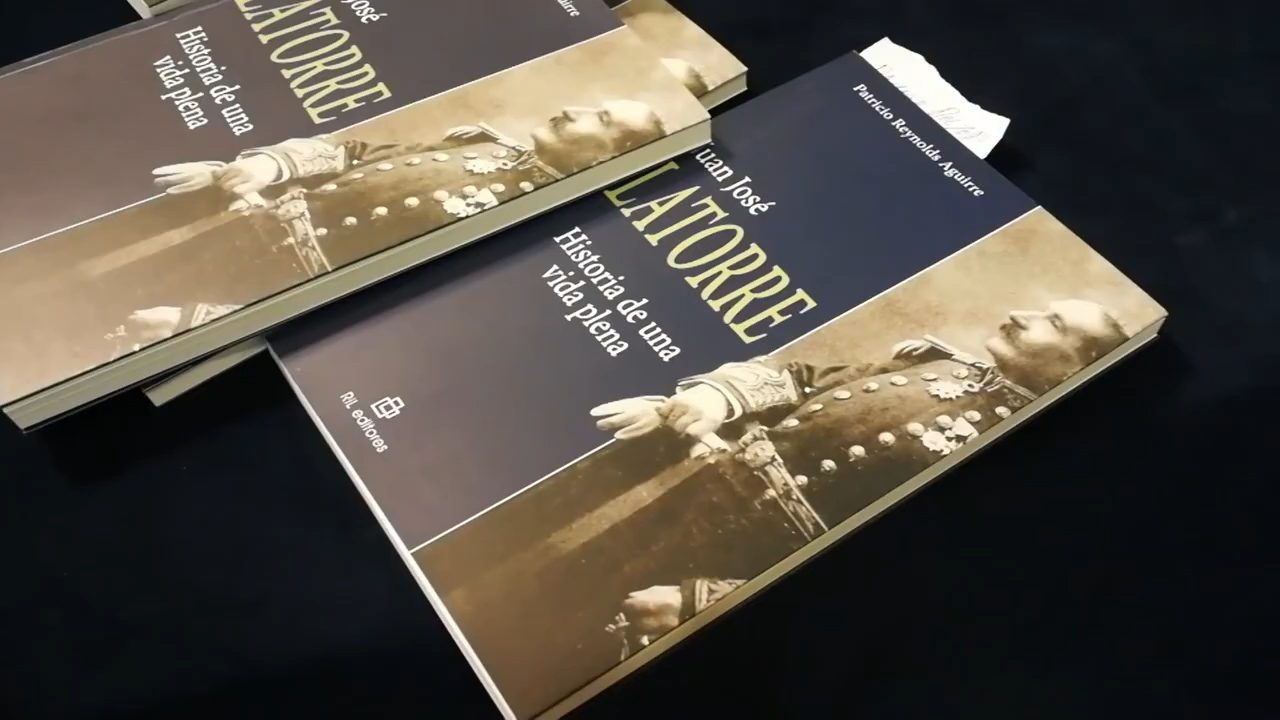 José
LATORRE
Historia de una
vida plena
Patricio Reynolds Aguirre
uan José
LATORRE
Historia de una
vida plena
RIL editores